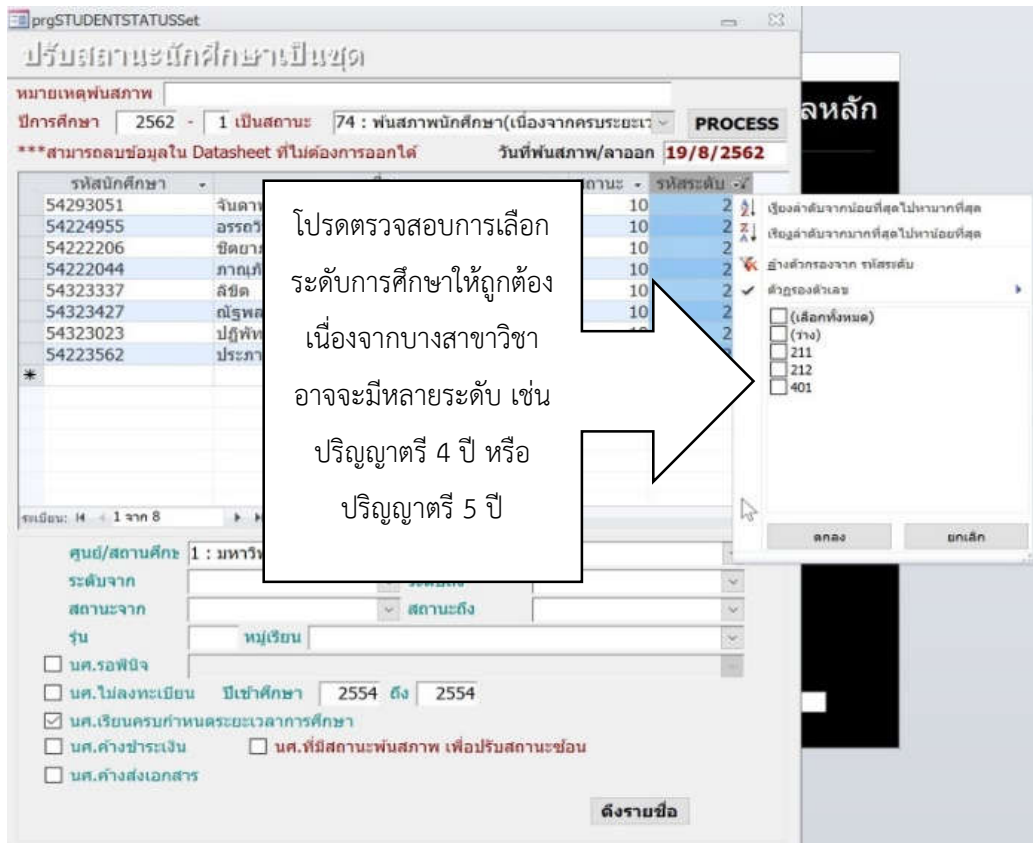 prgSTUDENTSTATUSSet
ปรับสถานะนักศึกษาเป็นชุด
หมายเหตุพ้นสภาพ
ปีการศึกษา 2562 - 1 เป็นสถานะ 74 : พ้นสภาพนักศึกษา(เนื่องจากครบระยะเว PROCESS
***สามารถลบข้อมูลใน Datasheet ที่ไม่ต้องการออกได้ วันที่พ้นสภาพ/ลาออก 19/8/2562
ลหลัก
รหัสนักศึกษา ถานะ รหัสระดับ
54293051 จันดาห 10 2
54224955 อรรถวิ 10 2
54222206 ชิตยา 10 2
54222044 ภาณุภั 10 2
54323337 ลิขิต 10 2
54323427 ณัฐพล 10 2
54323023 ปฏิพัท 2
54223562 ประภา
ระเบียน: 1 จาก 8
โปรดตรวจสอบการเลือก
ระดับการศึกษาให้ถูกต้อง
เนื่องจากบางสาขาวิชา
อาจจะมีหลายระดับ เช่น
ปริญญาตรี 4 ปี หรือ
ปริญญาตรี 5 ปี
เรียงลำดับจากน้อยที่สุดไปหามากที่สุด
เรียงลำดับจากมากที่สุดไปหาน้อยที่สุด
ล้างตัวกรองจาก รหัสระดับ
ตัวกรองตัวเลข
(เลือกทั้งหมด)
(ว่าง)
211
212
401
ตกลง ยกเลิก
ศูนย์/สถานศึกษ 1 : มหาวิท
ระดับจาก ระดับถึง
สถานะจาก สถานะถึง
รุ่น หมู่เรียน
นศ.รอพินิจ
นศ.ไม่ลงทะเบียน ปีเข้าศึกษา 2554 ถึง 2554
นศ.เรียนครบกำหนดระยะเวลาการศึกษา
นศ.ค้างชำระเงิน นศ.ที่มีสถานะพ้นสภาพ เพื่อปรับสถานะซ้อน
นศ.ค้างส่งเอกสาร
ดึงรายชื่อ